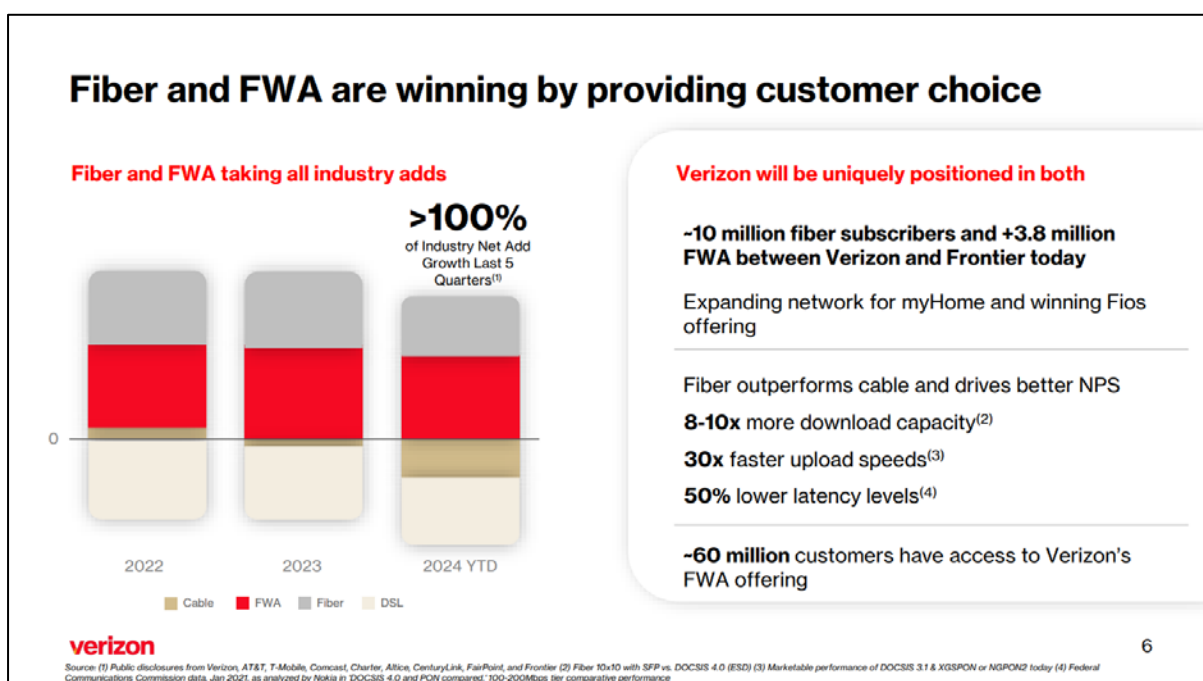 Fiber and FWA are winning by providing customer choice
Fiber and FWA taking all industry adds
>100%
of Industry Net Add
Growth Last 5
Quarters(1)
0
2022
2023
2024 YTD
Cable
FWA
Fiber
DSL
Verizon will be uniquely positioned in both
~10 million fiber subscribers and +3.8 million
FWA between Verizon and Frontier today
Expanding network for myHome and winning Fios
offering
Fiber outperforms cable and drives better NPS
8-10x more download capacity(2)
30x faster upload speeds(3)
50% lower latency levels(4)
~60 million customers have access to Verizon's
FWA offering
verizon
6
Source: (1) Public disclosures from Verizon, AT&T, T-Mobile, Comcast, Charter, Altice, CenturyLink, FairPoint, and Frontier (2) Fiber 10x10 with SFP vs. DOCSIS 4.0 (ESD) (3) Marketable performance of DOCSIS 3.1 & XGSPON or NGPON2 today (4) Federal
Communications Commission data, Jan 2021, as analyzed by Nokia in 'DOCSIS 4.0 and PON compared.' 100-200Mbps tier comparative performance